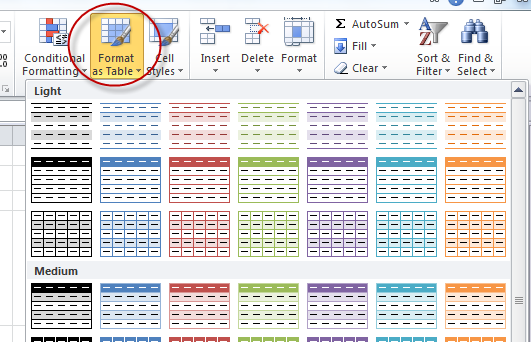 Conditional
Formatting
Format
as Table
Cell
Styles
Insert
Delete
Format
Σ AutoSum
Fill
Clear
Sort &
Filter
Find &
Select
Light
Medium